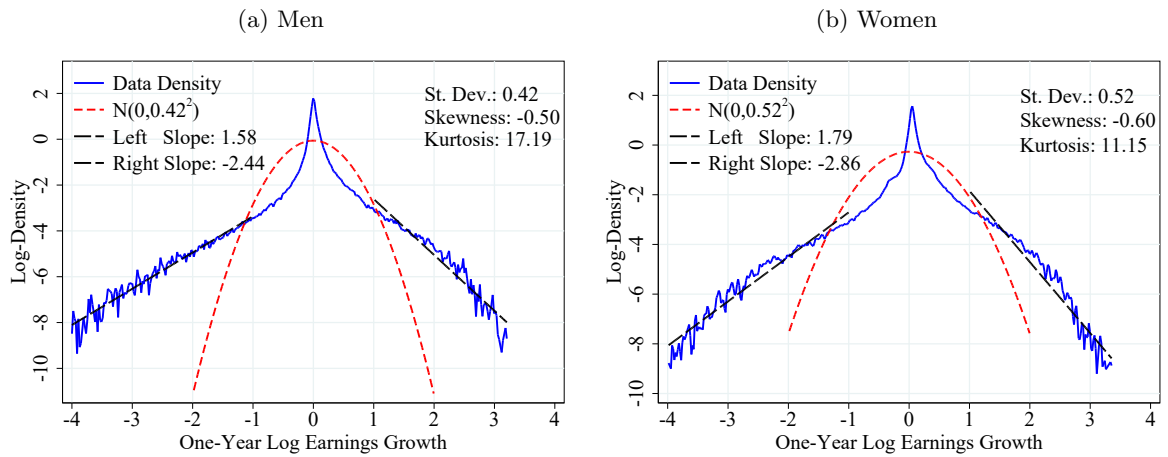 (a) Men
Data Density
N(0,0.42²)
Left Slope: 1.58
Right Slope: -2.44
St. Dev.: 0.42
Skewness: -0.50
Kurtosis: 17.19
Log-Density
2
0
-2
-4
-6
-8
-10
-4 -3 -2 -1 0 1 2 3 4
One-Year Log Earnings Growth
(b) Women
Data Density
N(0,0.52²)
Left Slope: 1.79
Right Slope: -2.86
St. Dev.: 0.52
Skewness: -0.60
Kurtosis: 11.15
Log-Density
2
0
-2
-4
-6
-8
-10
-4 -3 -2 -1 0 1 2 3 4
One-Year Log Earnings Growth